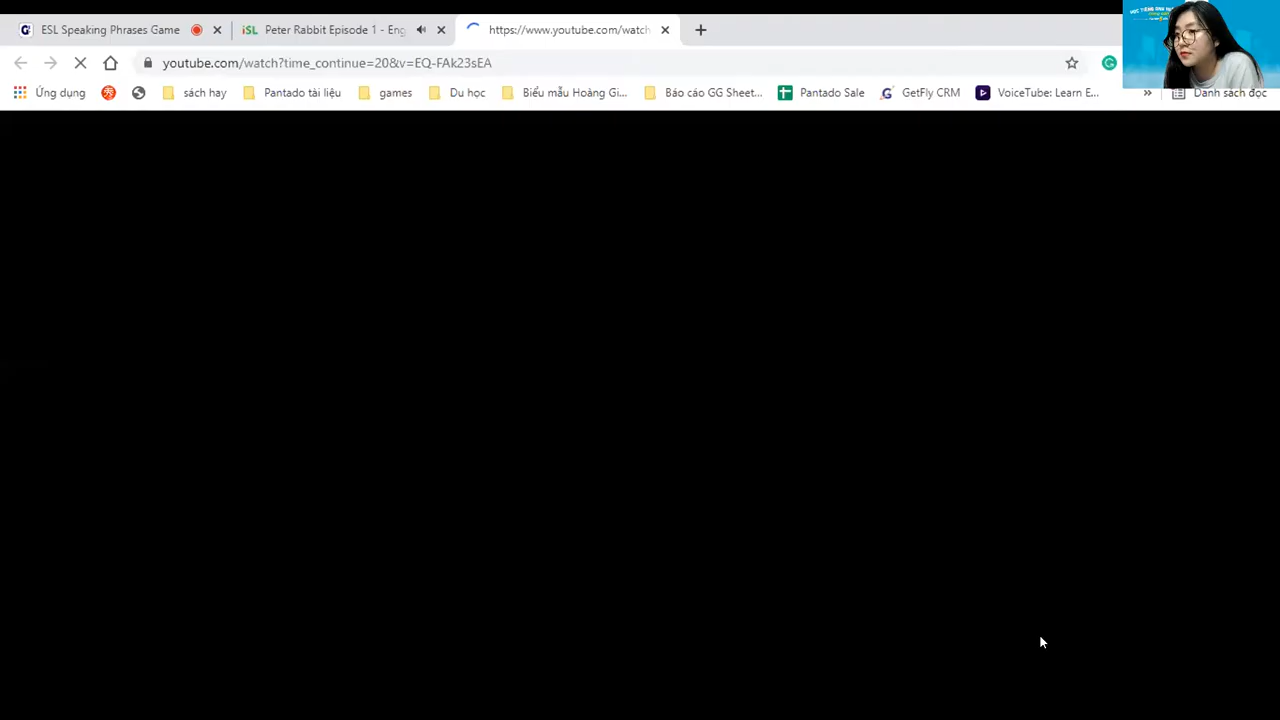 ESL Speaking Phrases Game
iSL Peter Rabbit Episode 1 - Eng
https://www.youtube.com/watch
youtube.com/watch?time_continue=20&v=EQ-FAk23sEA
Ứng dụng
sách hay
Pantado tài liệu
games
Du học
Biểu mẫu Hoàng Gi...
Báo cáo GG Sheet...
Pantado Sale
GetFly CRM
VoiceTube: Learn E...
Danh sách đọc